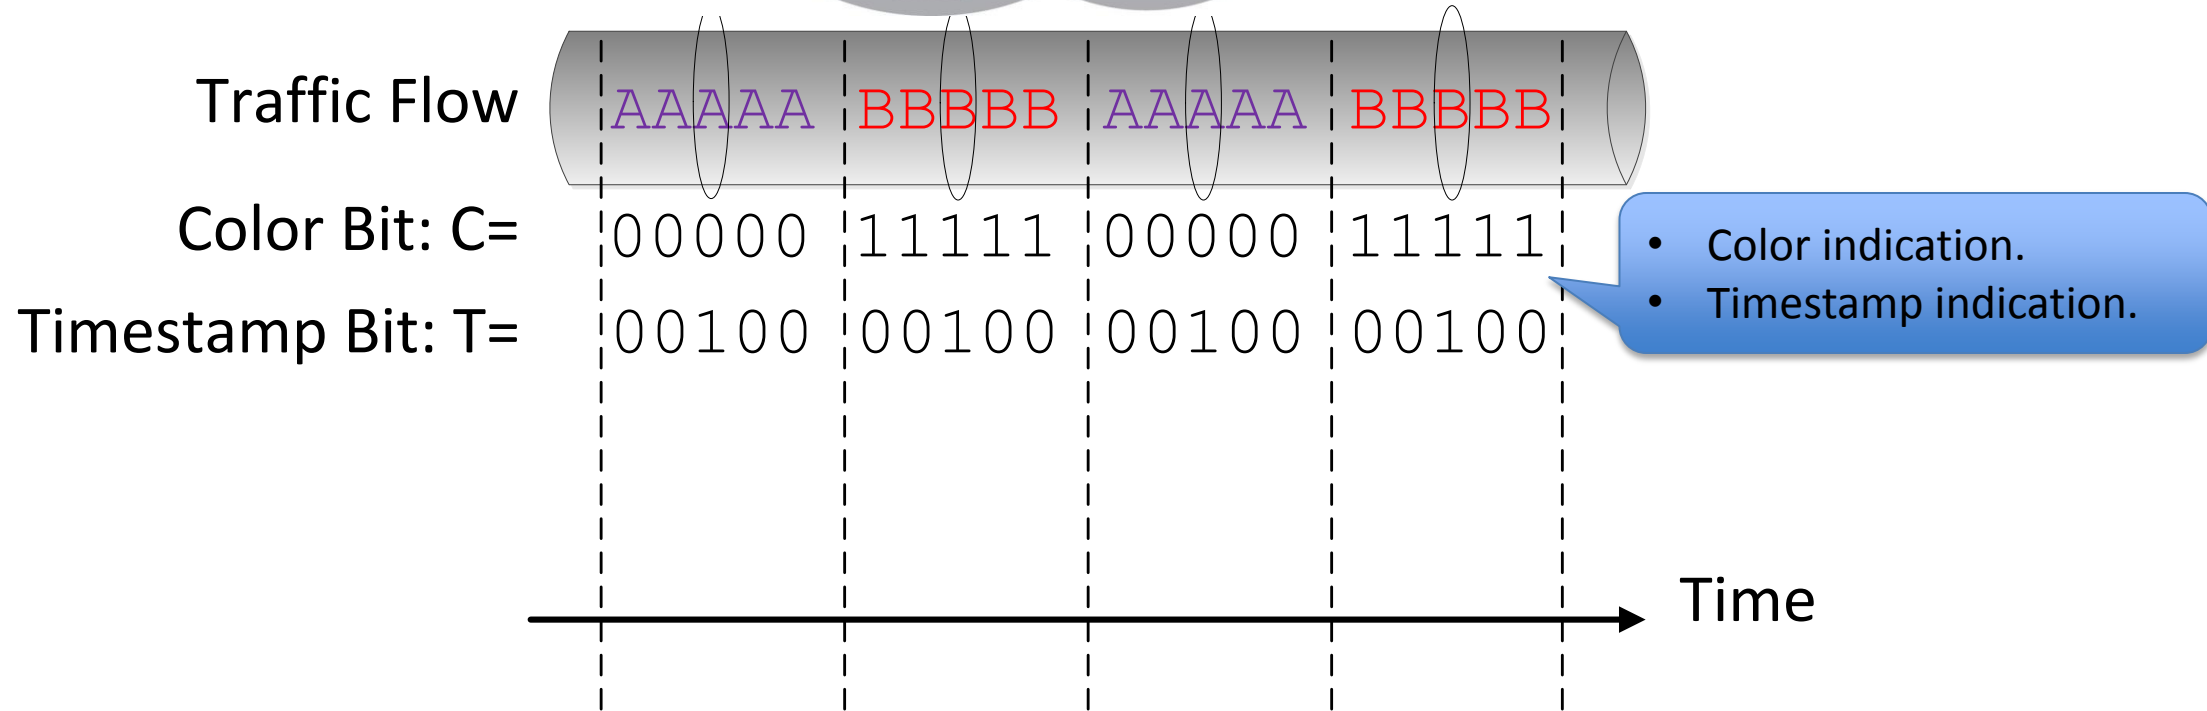 Traffic Flow AAAAA BBBBB AAAAA BBBBB
Color Bit: C= 00000 11111 00000 11111
Timestamp Bit: T= 00100 00100 00100 00100
• Color indication.
• Timestamp indication.
Time